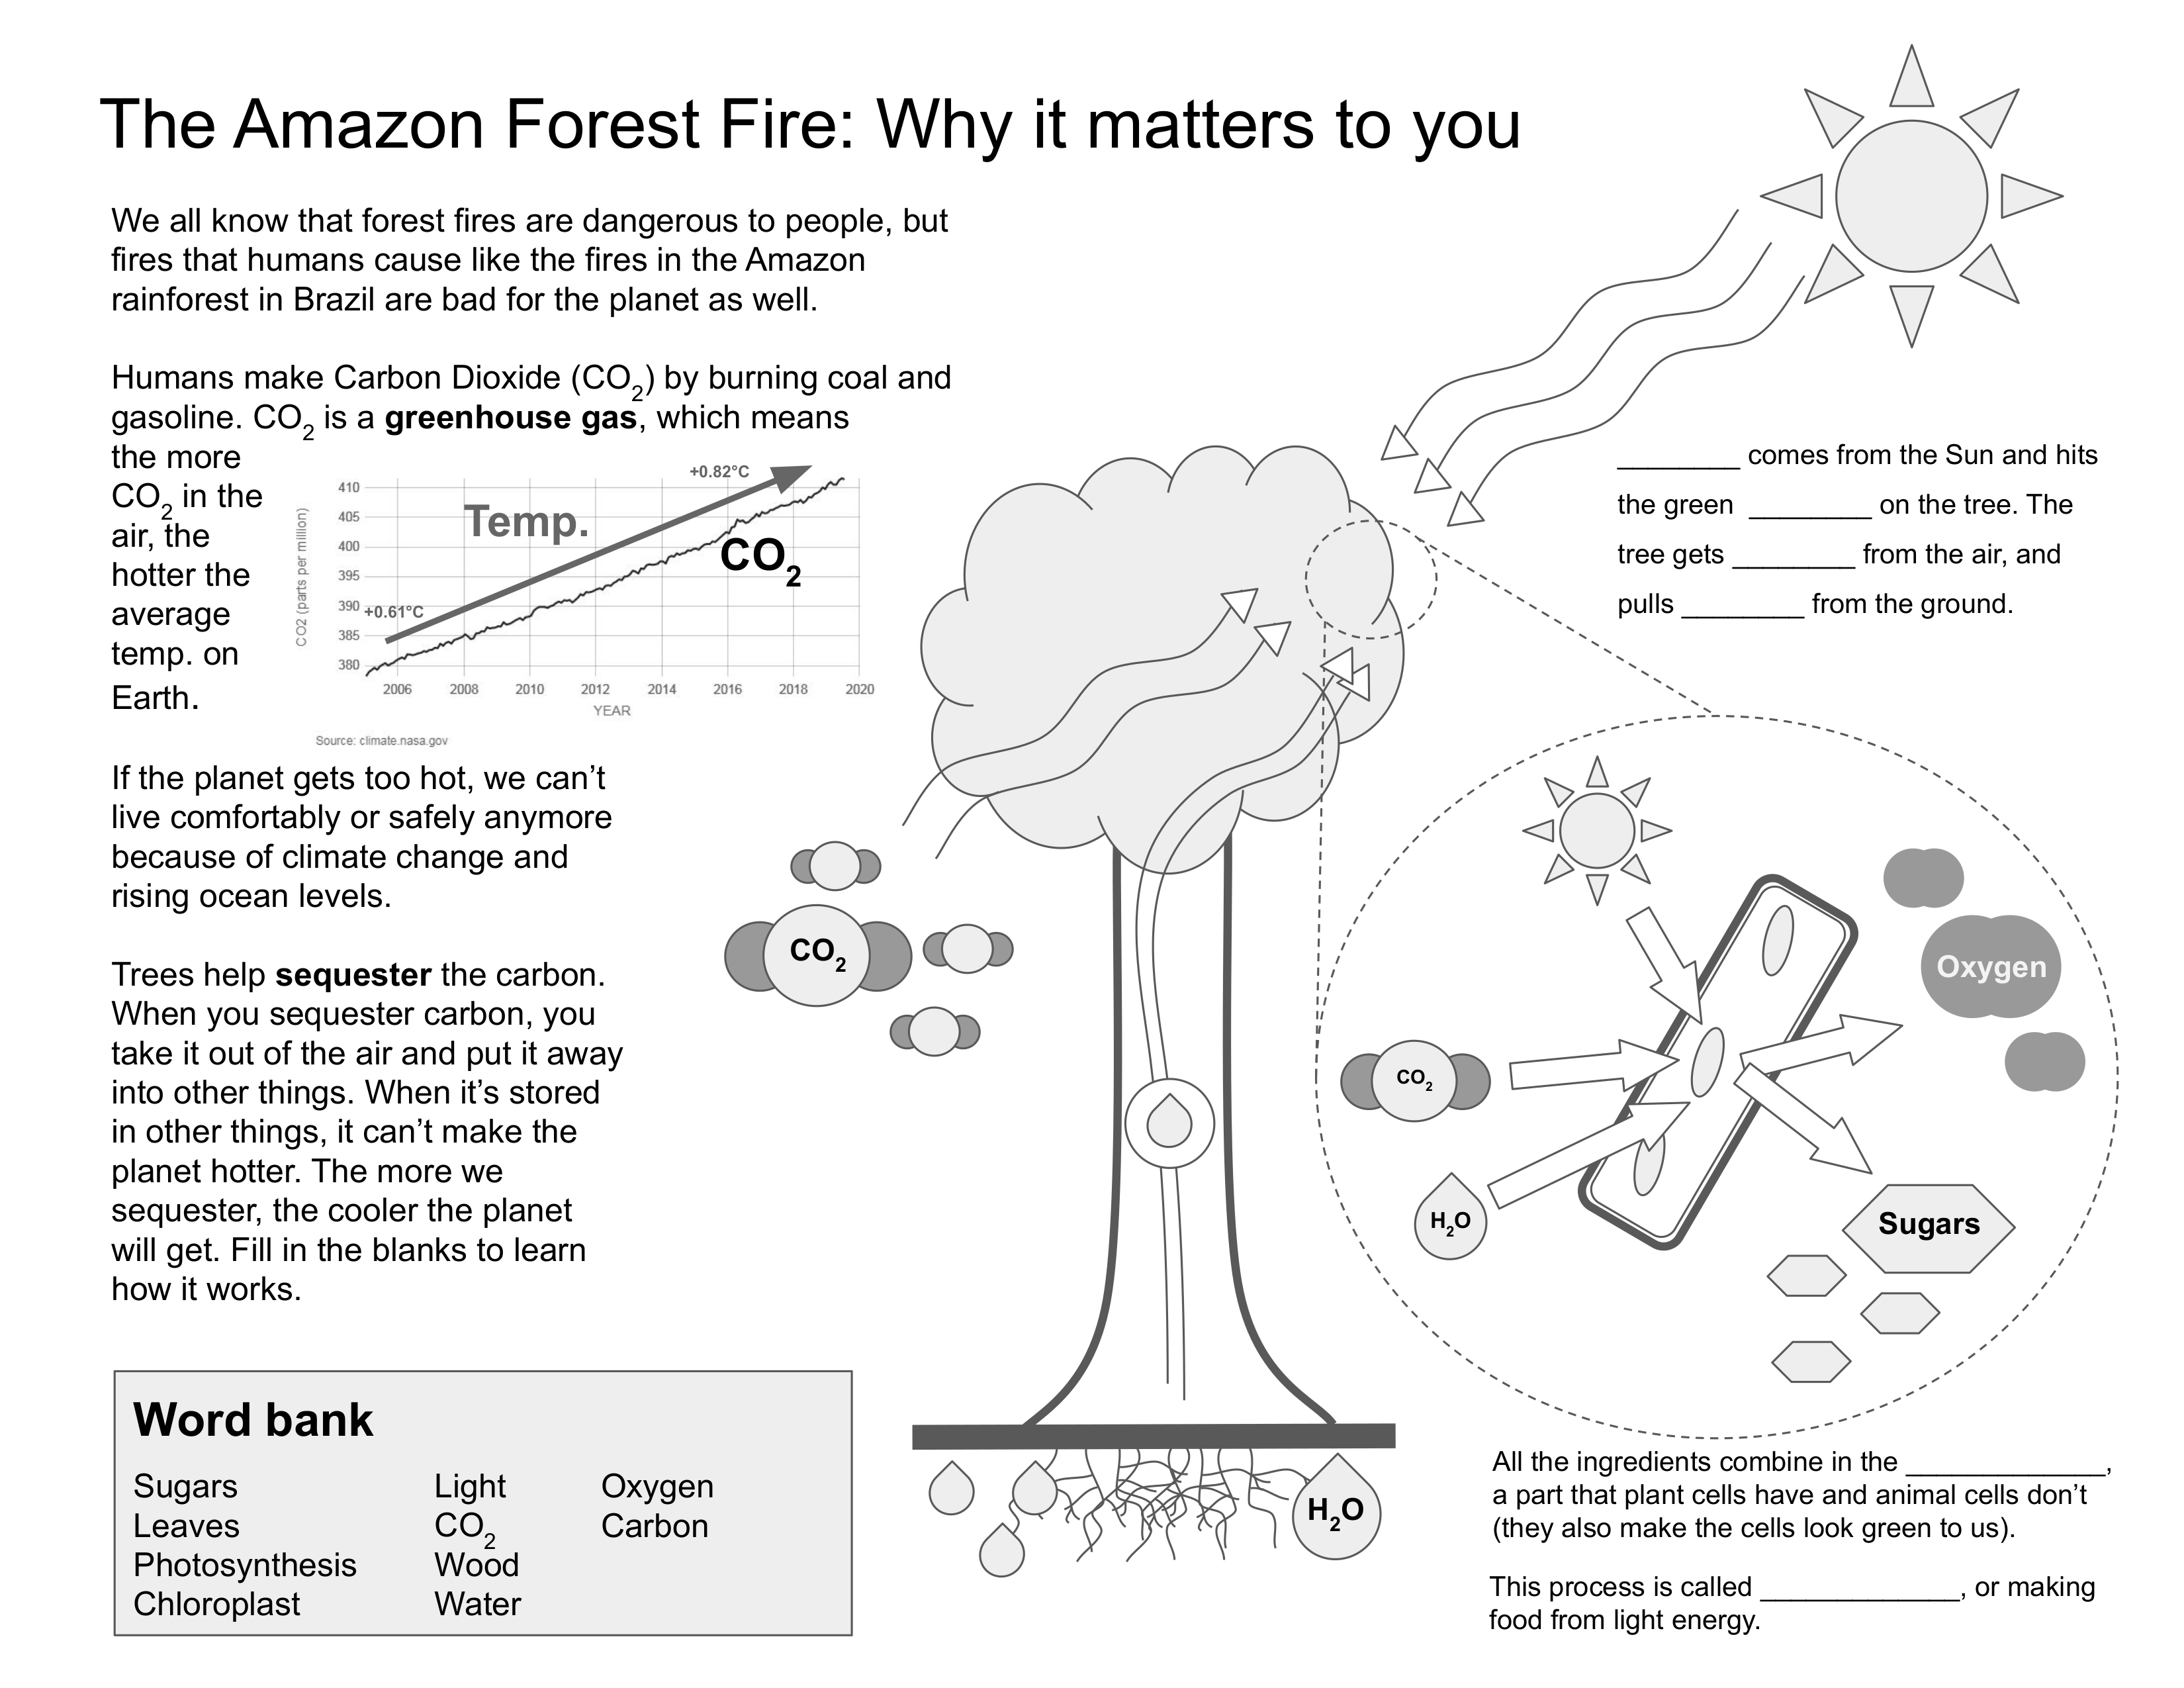 The Amazon Forest Fire: Why it matters to you
We all know that forest fires are dangerous to people, but
fires that humans cause like the fires in the Amazon
rainforest in Brazil are bad for the planet as well.
Humans make Carbon Dioxide (CO2) by burning coal and
gasoline. CO2 is a greenhouse gas, which means
the more
CO2 in the
air, the
hotter the
average
temp. on
Earth.
+0.82°C
Temp.
CO2
+0.61°C
CO2 (parts per million)
410
405
400
395
390
385
380
2006 2008 2010 2012 2014 2016 2018 2020
YEAR
Source: climate.nasa.gov
If the planet gets too hot, we can’t
live comfortably or safely anymore
because of climate change and
rising ocean levels.
Trees help sequester the carbon.
When you sequester carbon, you
take it out of the air and put it away
into other things. When it’s stored
in other things, it can’t make the
planet hotter. The more we
sequester, the cooler the planet
will get. Fill in the blanks to learn
how it works.
Word bank
Sugars Light Oxygen
Leaves CO2 Carbon
Photosynthesis Wood
Chloroplast Water
CO2
H2O
________ comes from the Sun and hits
the green ________ on the tree. The
tree gets ________ from the air, and
pulls ________ from the ground.
Oxygen
CO2
H2O
Sugars
All the ingredients combine in the _____________,
a part that plant cells have and animal cells don’t
(they also make the cells look green to us).
This process is called _____________, or making
food from light energy.